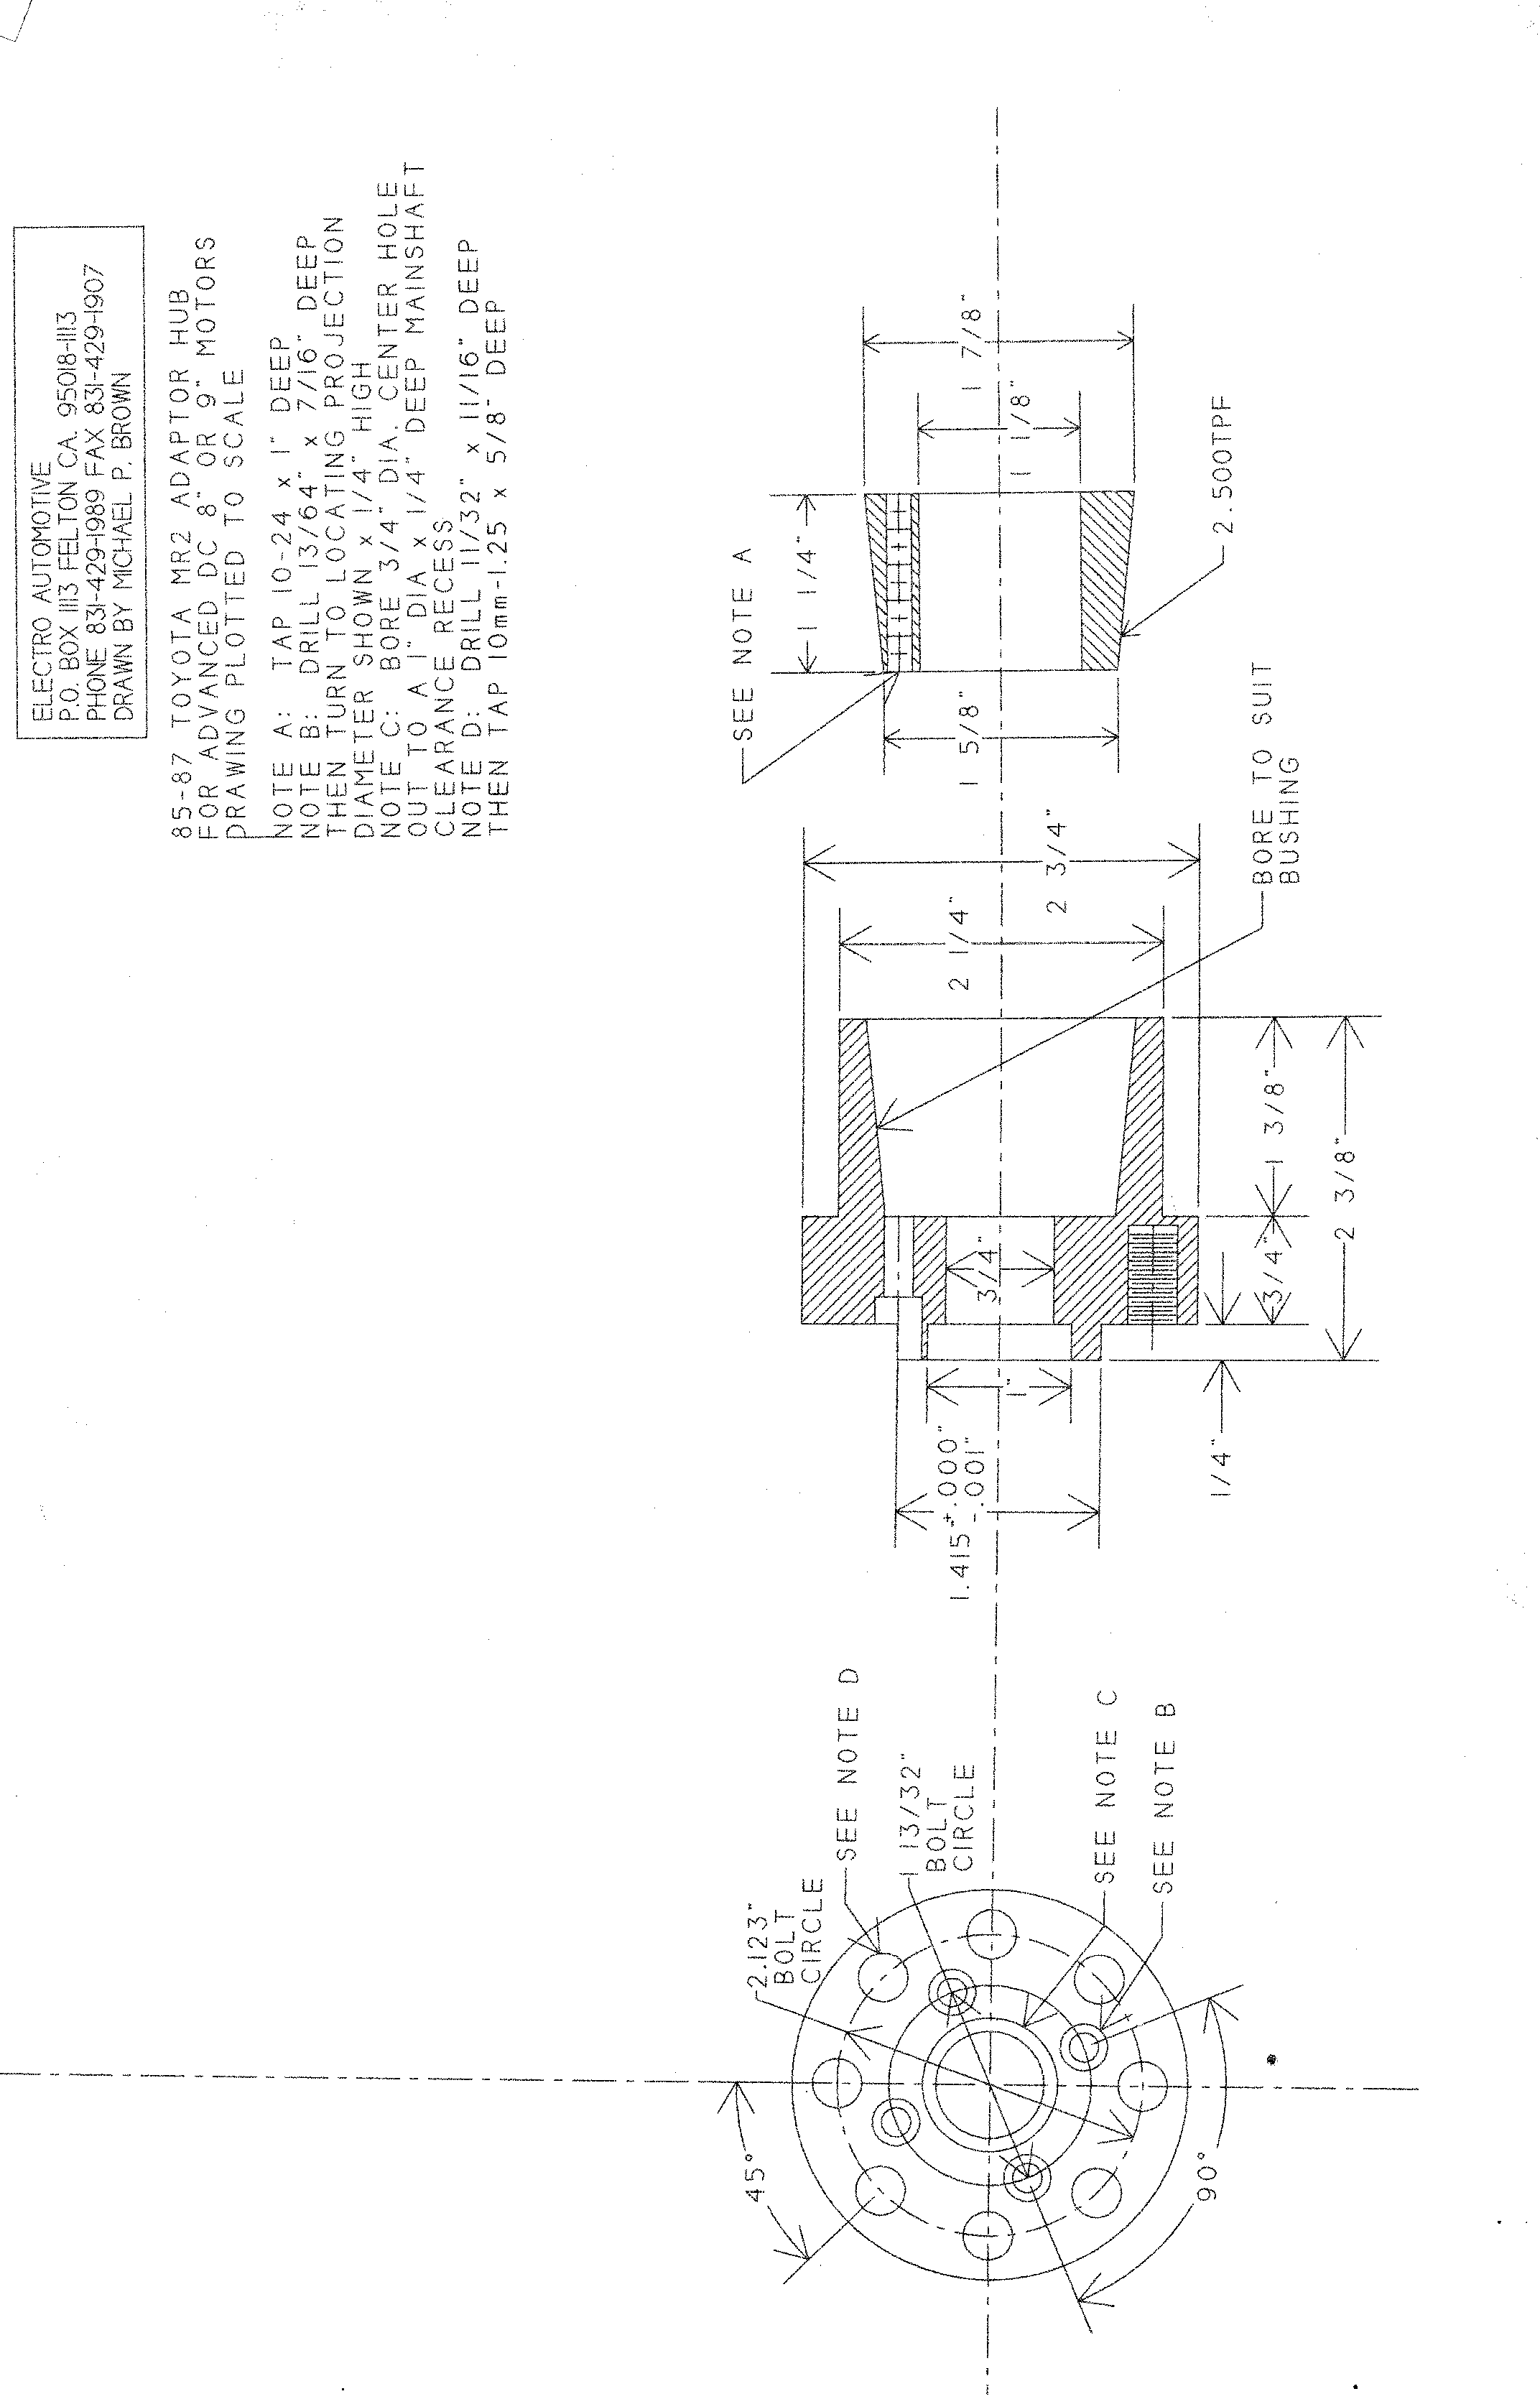 ELECTRO AUTOMOTIVE
P.O. BOX 1113 FELTON CA. 95018-1113
PHONE 831-429-1989 FAX 831-429-1907
DRAWN BY MICHAEL P. BROWN
85-87 TOYOTA MR2 ADAPTOR HUB
FOR ADVANCED DC 8" OR 9" MOTORS
DRAWING PLOTTED TO SCALE
NOTE A: TAP 10-24 x 1" DEEP
NOTE B: DRILL 13/64" x 7/16" DEEP
THEN TURN TO LOCATING PROJECTION
DIAMETER SHOWN x 1/4" HIGH
NOTE C: BORE 3/4" DIA. CENTER HOLE
OUT TO A 1" DIA x 1/4" DEEP MAINSHAFT
CLEARANCE RECESS
NOTE D: DRILL 11/32" x 11/16" DEEP
THEN TAP 10mm-1.25 x 5/8" DEEP
45°
2.123"
BOLT
CIRCLE
SEE NOTE D
1 13/32"
BOLT
CIRCLE
SEE NOTE C
SEE NOTE B
90°
1.415 +.000"
-.001"
1"
3/4"
1/4"
3/4"
1 3/8"
2 3/8"
2 1/4"
2 3/4"
BORE TO SUIT
BUSHING
SEE NOTE A
1 1/4"
1 5/8"
1 1/8"
1 7/8"
2.500TPF